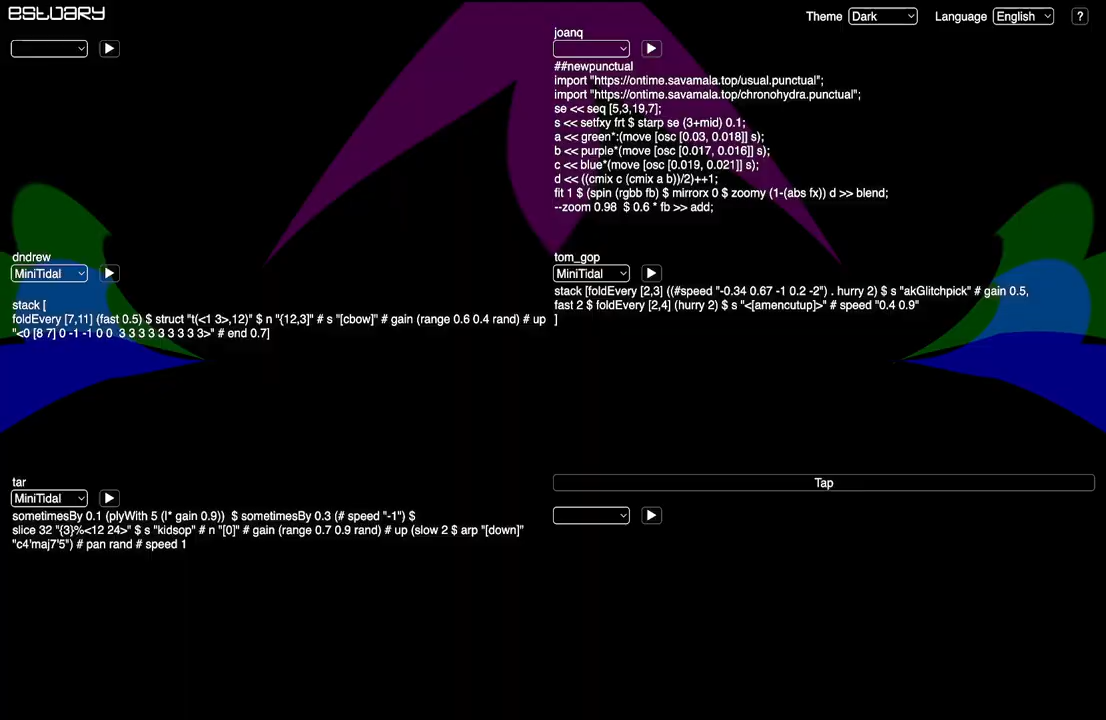 estuary
Theme Dark Language English ?
joanq
##newpunctual
import "https://ontime.savamala.top/usual.punctual";
import "https://ontime.savamala.top/chronohydra.punctual";
se << seq [5,3,19,7];
s << setfxy frt $ starp se (3+mid) 0.1;
a << green*:(move [osc [0.03, 0.018]] s);
b << purple*(move [osc [0.017, 0.016]] s);
c << blue*(move [osc [0.019, 0.021]] s);
d << ((cmix c (cmix a b))/2)++1;
fit 1 $ (spin (rgbb fb) $ mirrorx 0 $ zoomy (1-(abs fx)) d >> blend;
--zoom 0.98  $ 0.6 * fb >> add;
dndrew
MiniTidal
stack [
foldEvery [7,11] (fast 0.5) $ struct "t(<1 3>,12)" $ n "{12,3}" # s "[cbow]" # gain (range 0.6 0.4 rand) # up
"<0 [8 7] 0 -1 -1 0 0  3 3 3 3 3 3 3 3 3>" # end 0.7]
tom_gop
MiniTidal
stack [foldEvery [2,3] ((#speed "-0.34 0.67 -1 0.2 -2") . hurry 2) $ s "akGlitchpick" # gain 0.5,
fast 2 $ foldEvery [2,4] (hurry 2) $ s "<[amencutup]>" # speed "0.4 0.9"
]
tar
MiniTidal
sometimesBy 0.1 (plyWith 5 (|* gain 0.9))  $ sometimesBy 0.3 (# speed "-1") $
slice 32 "{3}%<12 24>" $ s "kidsop" # n "[0]" # gain (range 0.7 0.9 rand) # up (slow 2 $ arp "[down]"
"c4'maj7'5") # pan rand # speed 1
Tap